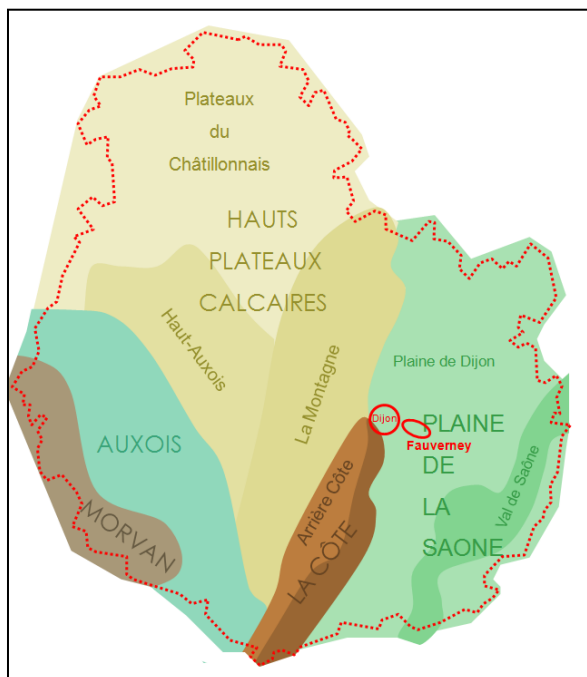 Plateaux
du
Châtillonnais
HAUTS
PLATEAUX
CALCAIRES
Haut-Auxois
La Montagne
Plaine de Dijon
Dijon
PLAINE
Fauverney
DE
LA
SAONE
Val de Saône
AUXOIS
MORVAN
Arrière Côte
LA CÔTE